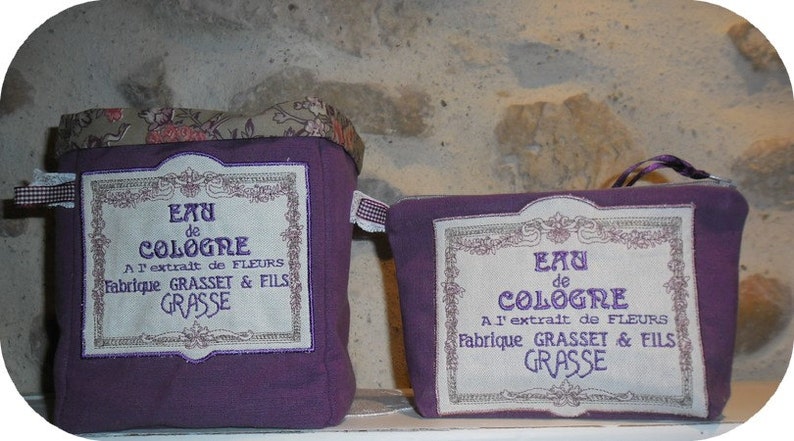 EAU
de
COLOGNE
A l'extrait de FLEURS
Fabrique GRASSET & FILS
GRASSE
EAU
de
COLOGNE
A l'extrait de FLEURS
Fabrique GRASSET & FILS
GRASSE